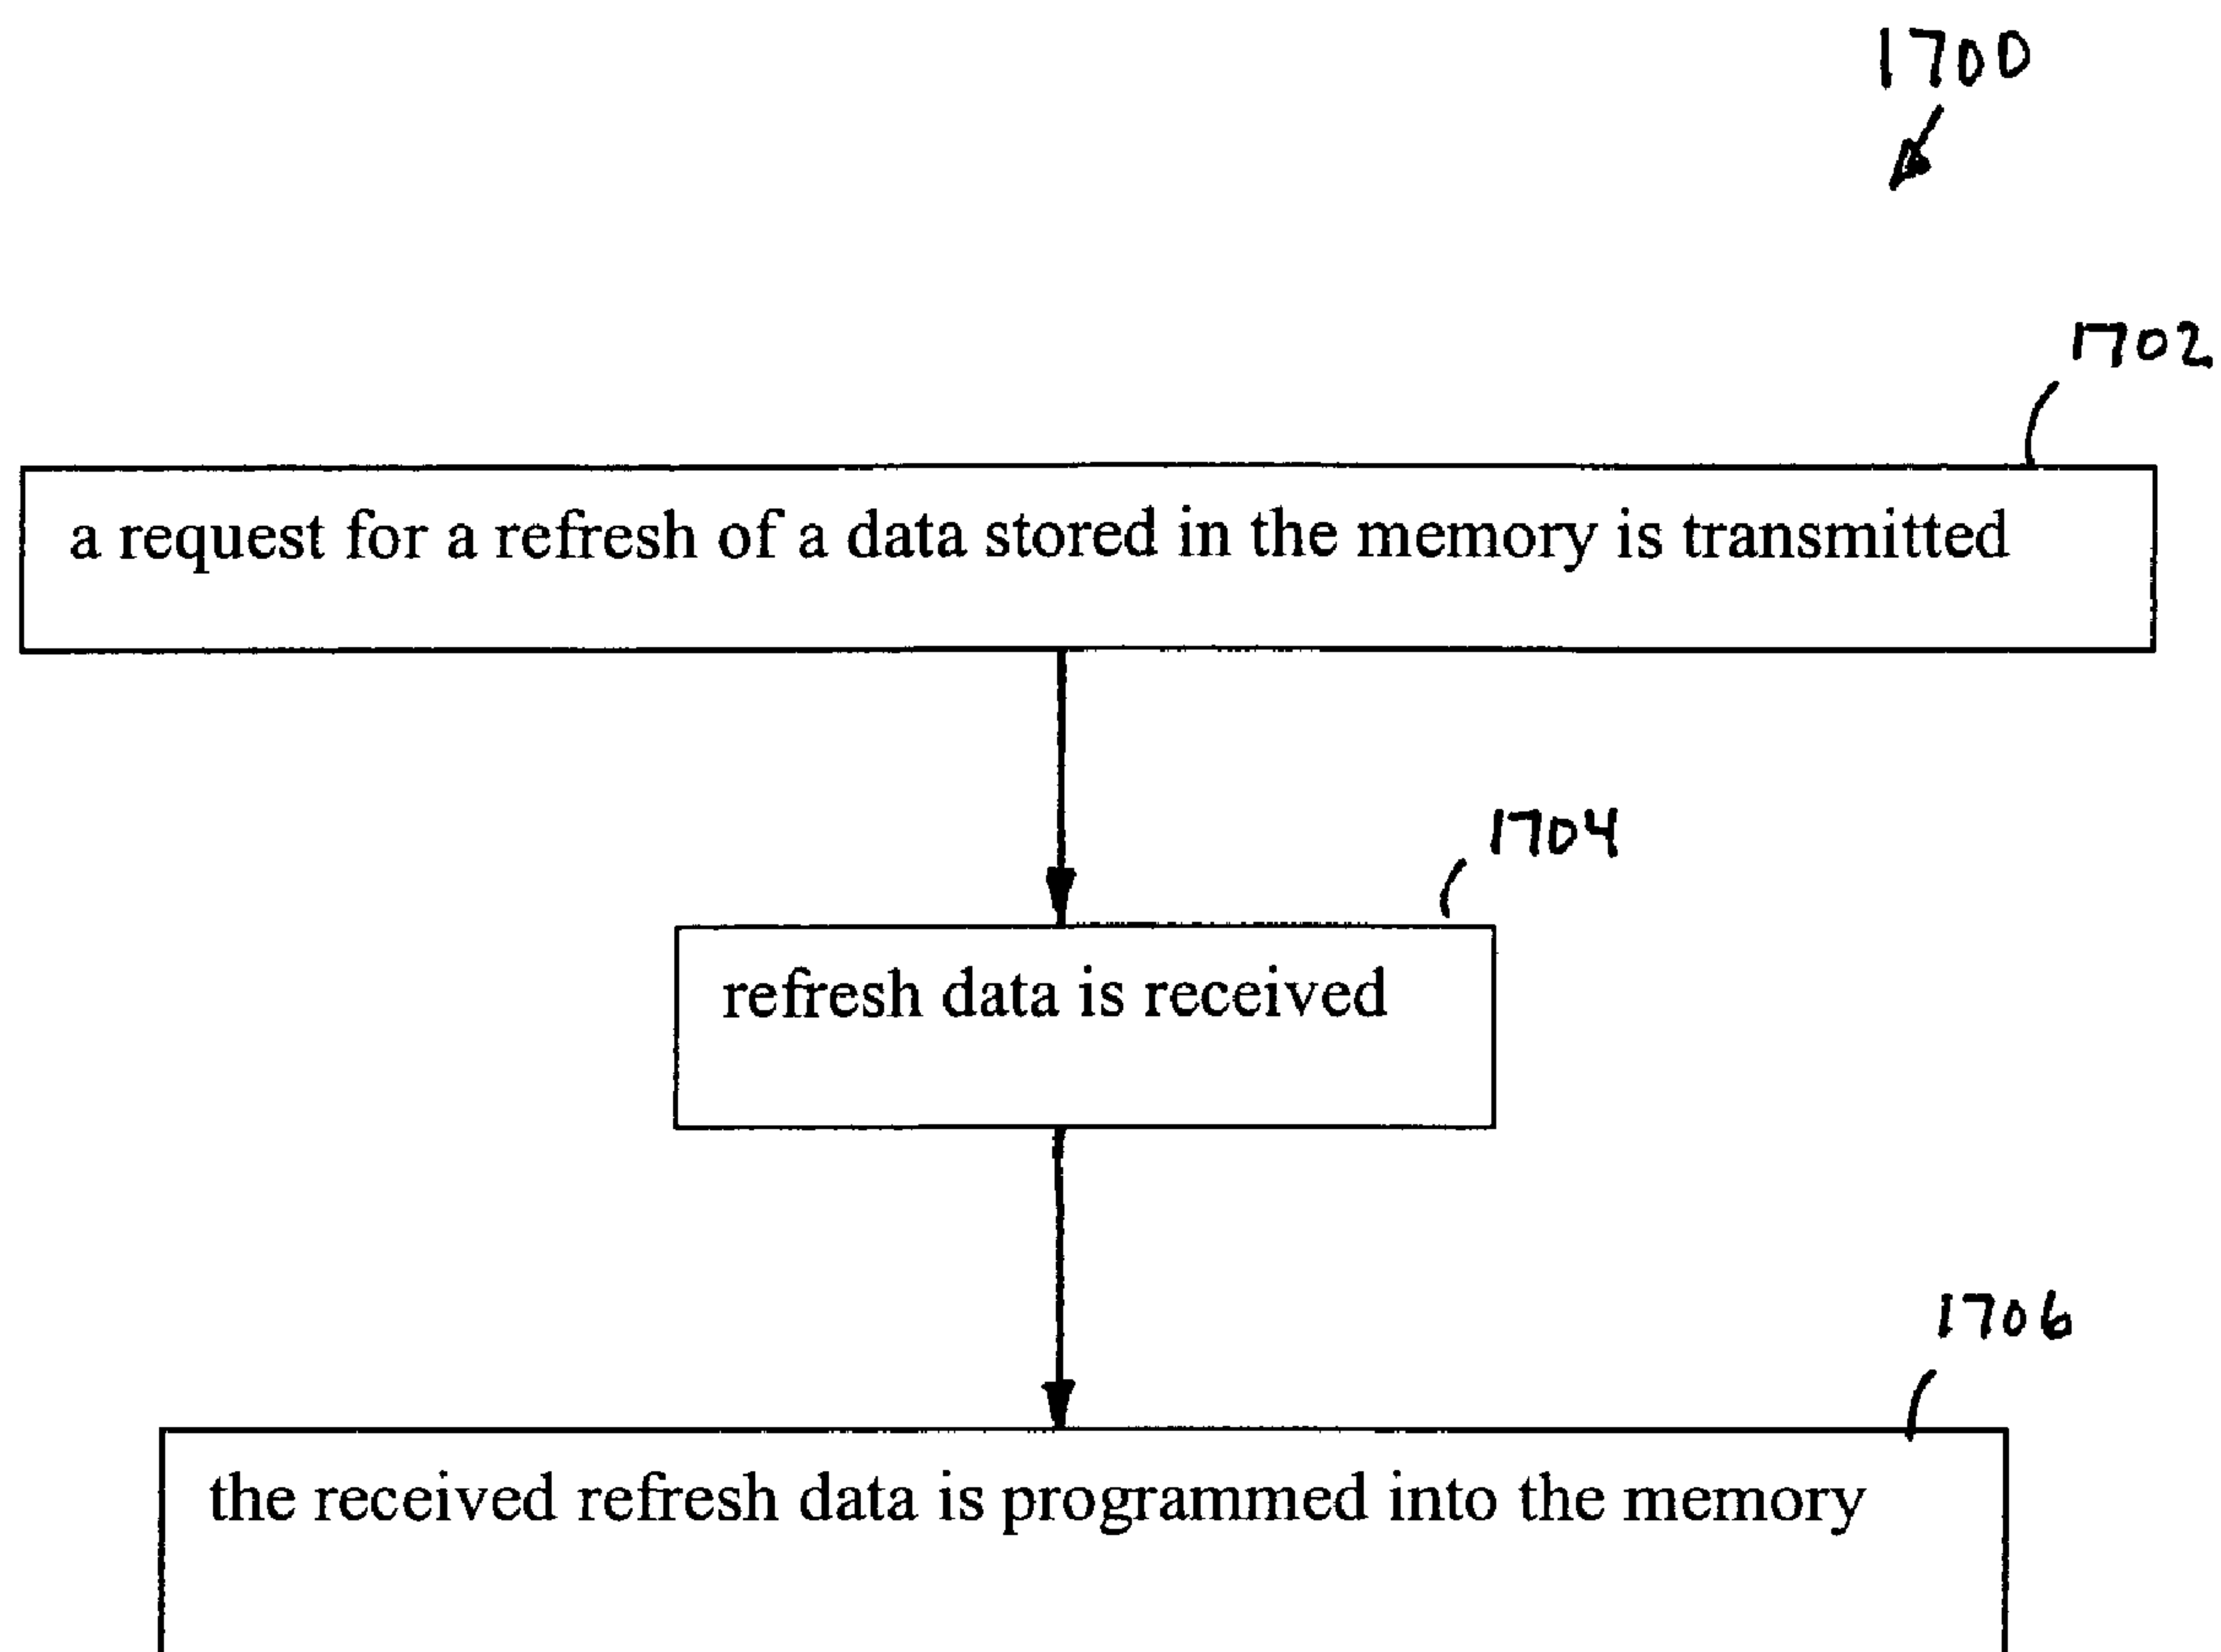 1700
1702
a request for a refresh of a data stored in the memory is transmitted
1704
refresh data is received
1706
the received refresh data is programmed into the memory